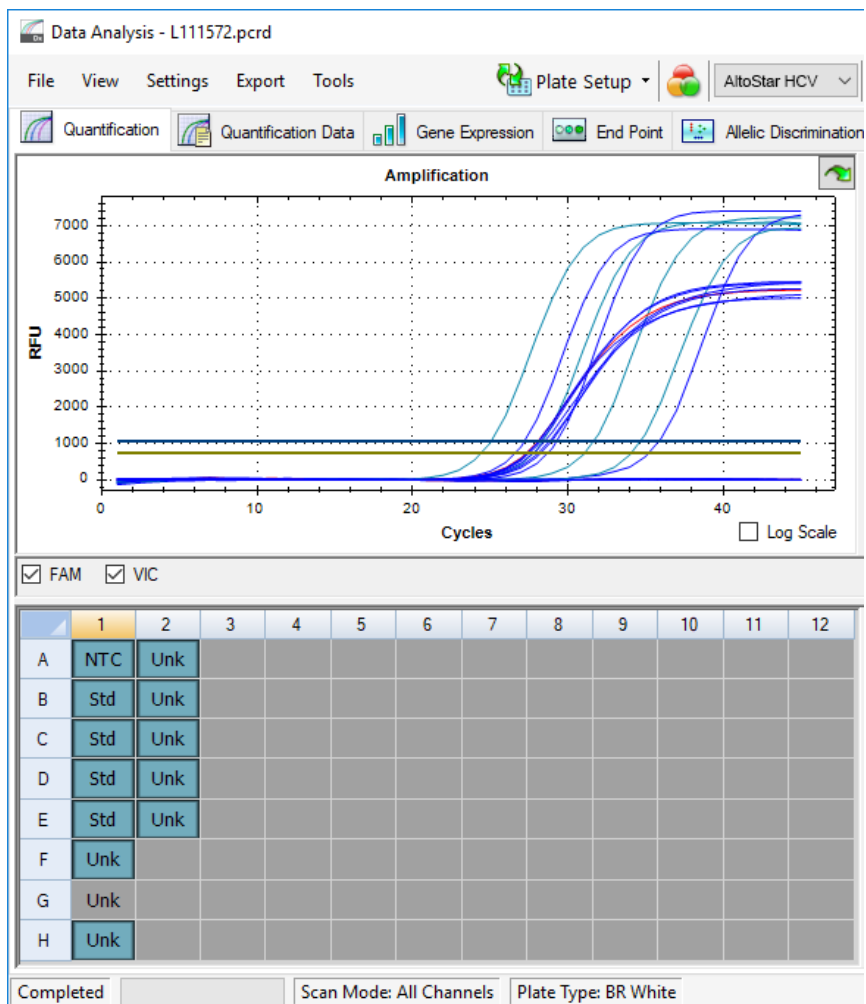 Data Analysis - L111572.pcrd
File View Settings Export Tools Plate Setup AltoStar HCV
Quantification Quantification Data Gene Expression End Point Allelic Discrimination
Amplification
7000
6000
5000
4000
3000
2000
1000
0
RFU
0 10 20 30 40
Cycles
Log Scale
FAM VIC
1 2 3 4 5 6 7 8 9 10 11 12
A NTC Unk
B Std Unk
C Std Unk
D Std Unk
E Std Unk
F Unk
G Unk
H Unk
Completed Scan Mode: All Channels Plate Type: BR White